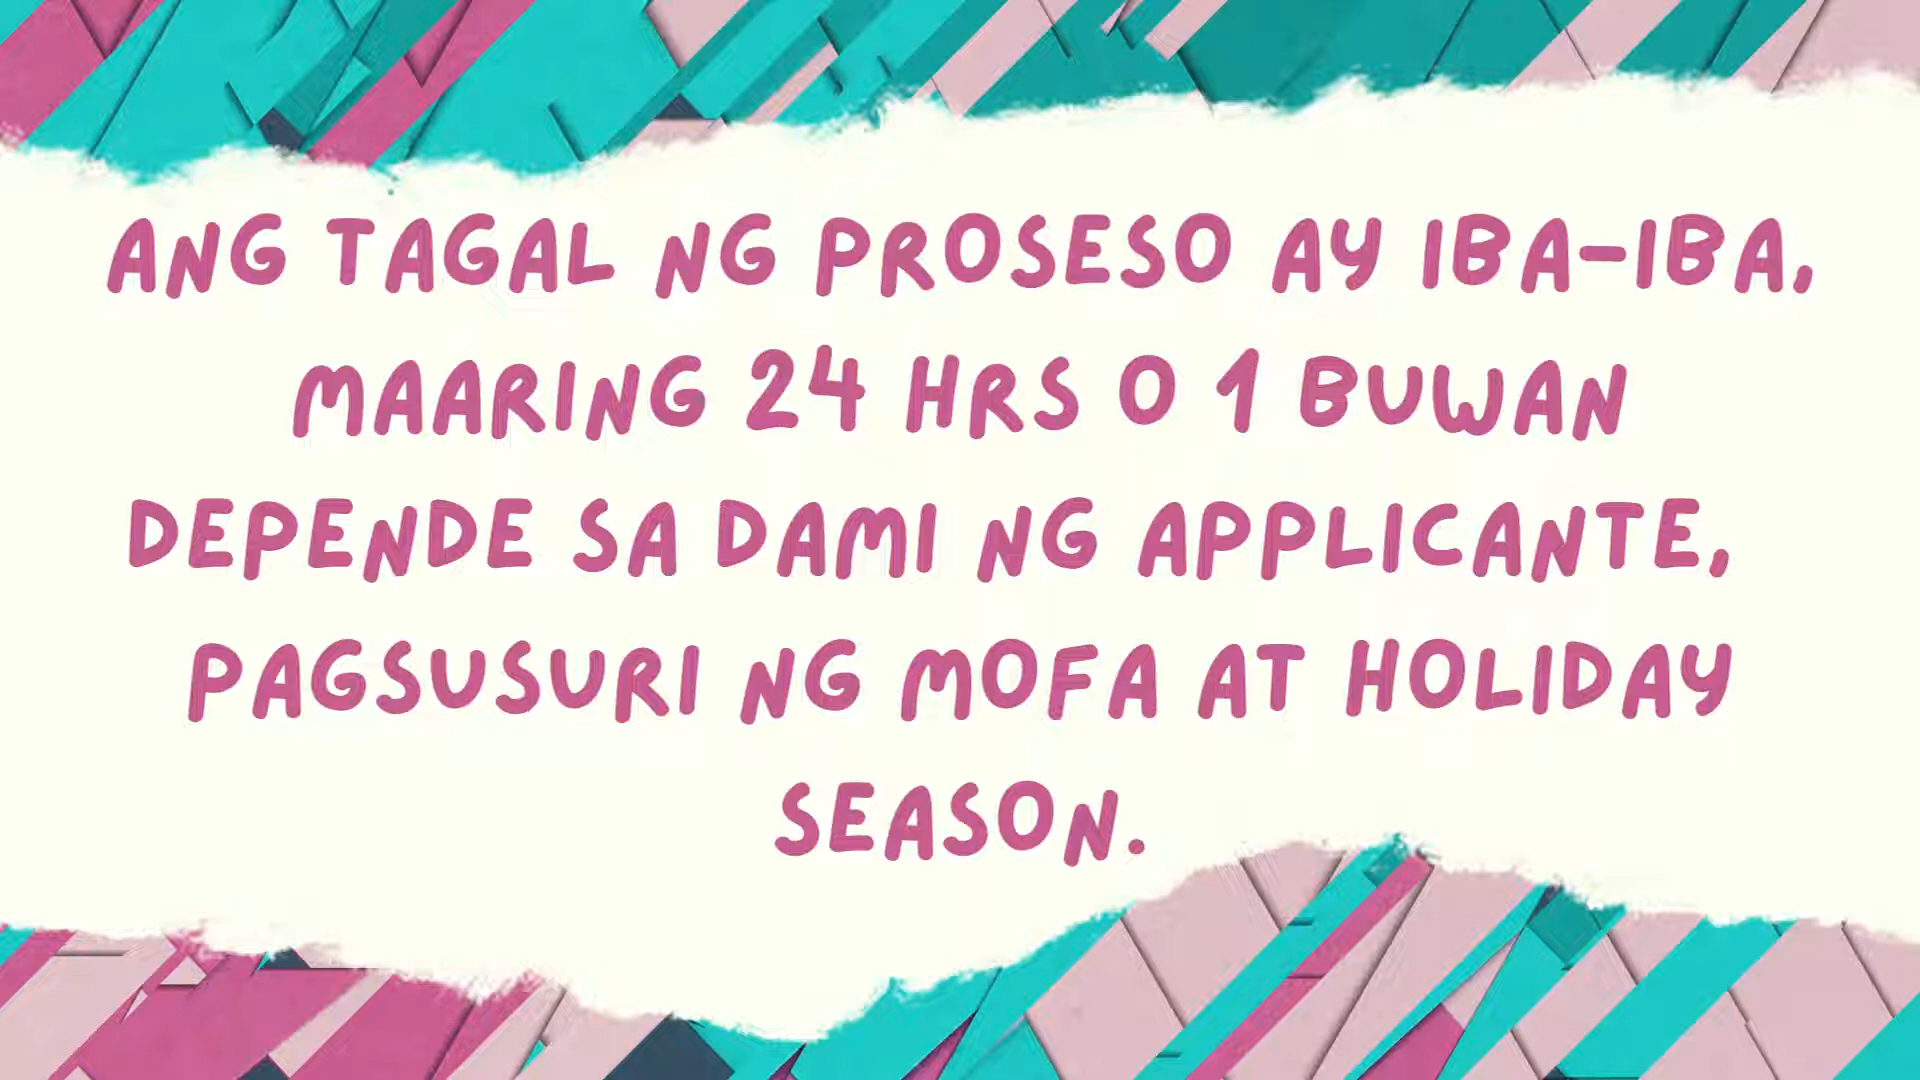 ANG TAGAL NG PROSESO AY IBA-IBA,
MAARING 24 HRS O 1 BUWAN
DEPENDE SA DAMI NG APPLICANTE,
PAGSUSURI NG MOFA AT HOLIDAY
SEASON.